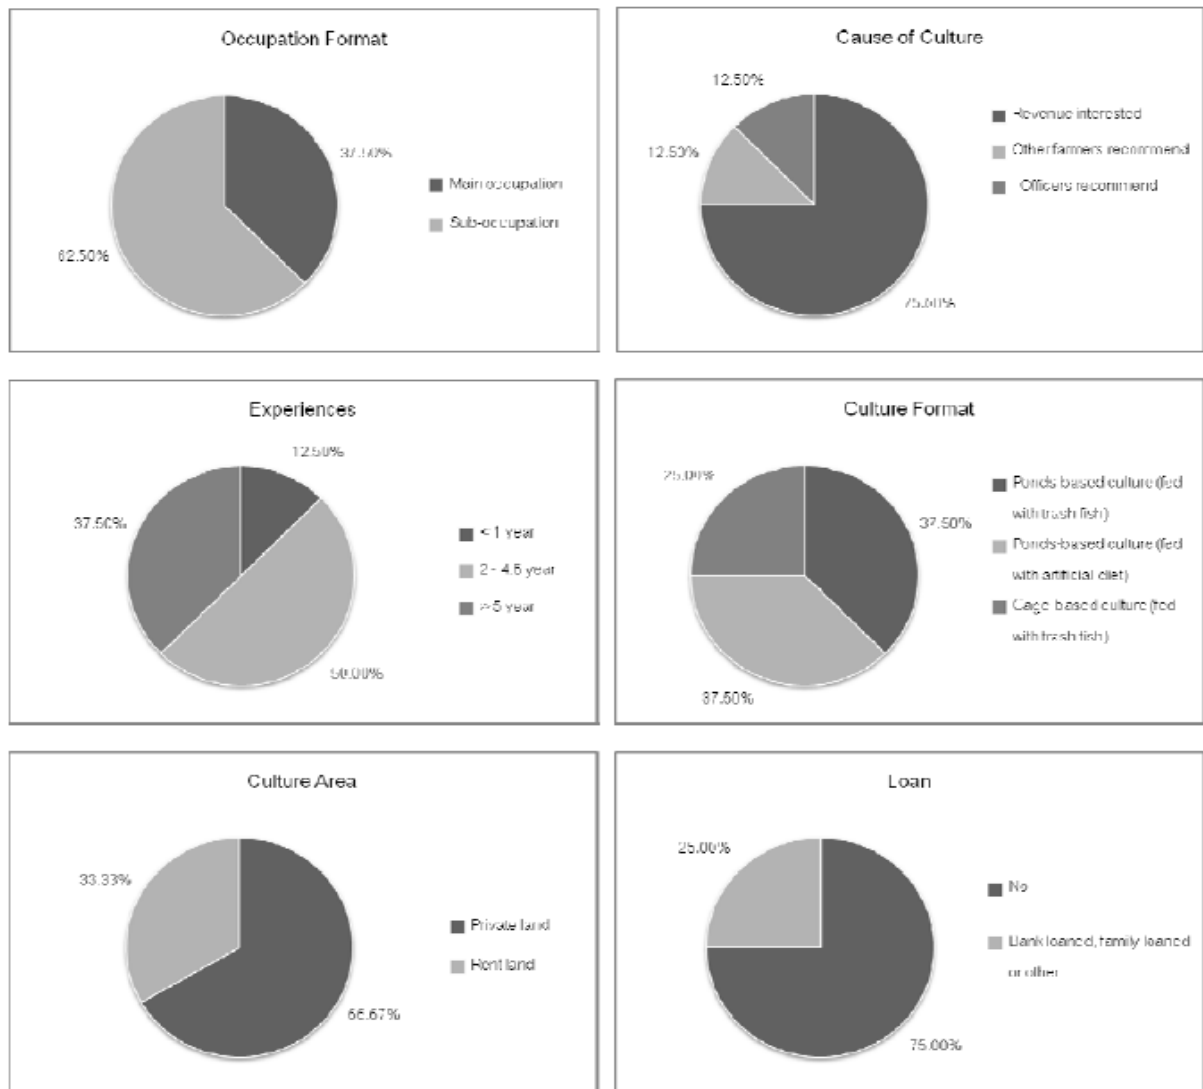 Occupation Format
37.50%
Main occupation
Sub-occupation
62.50%
Cause of Culture
12.50%
Revenue interested
12.50%
Other farmers recommend
Officers recommend
75.00%
Experiences
12.50%
37.50%
< 1 year
2 - 4.5 year
> 5 year
50.00%
Culture Format
25.00%
Ponds-based culture (fed
with trash fish)
37.50%
Ponds-based culture (fed
with artificial diet)
Cage-based culture (fed
with trash fish)
37.50%
Culture Area
33.33%
Private land
Rent land
66.67%
Loan
25.00%
No
Bank loaned, family loaned
or other
75.00%